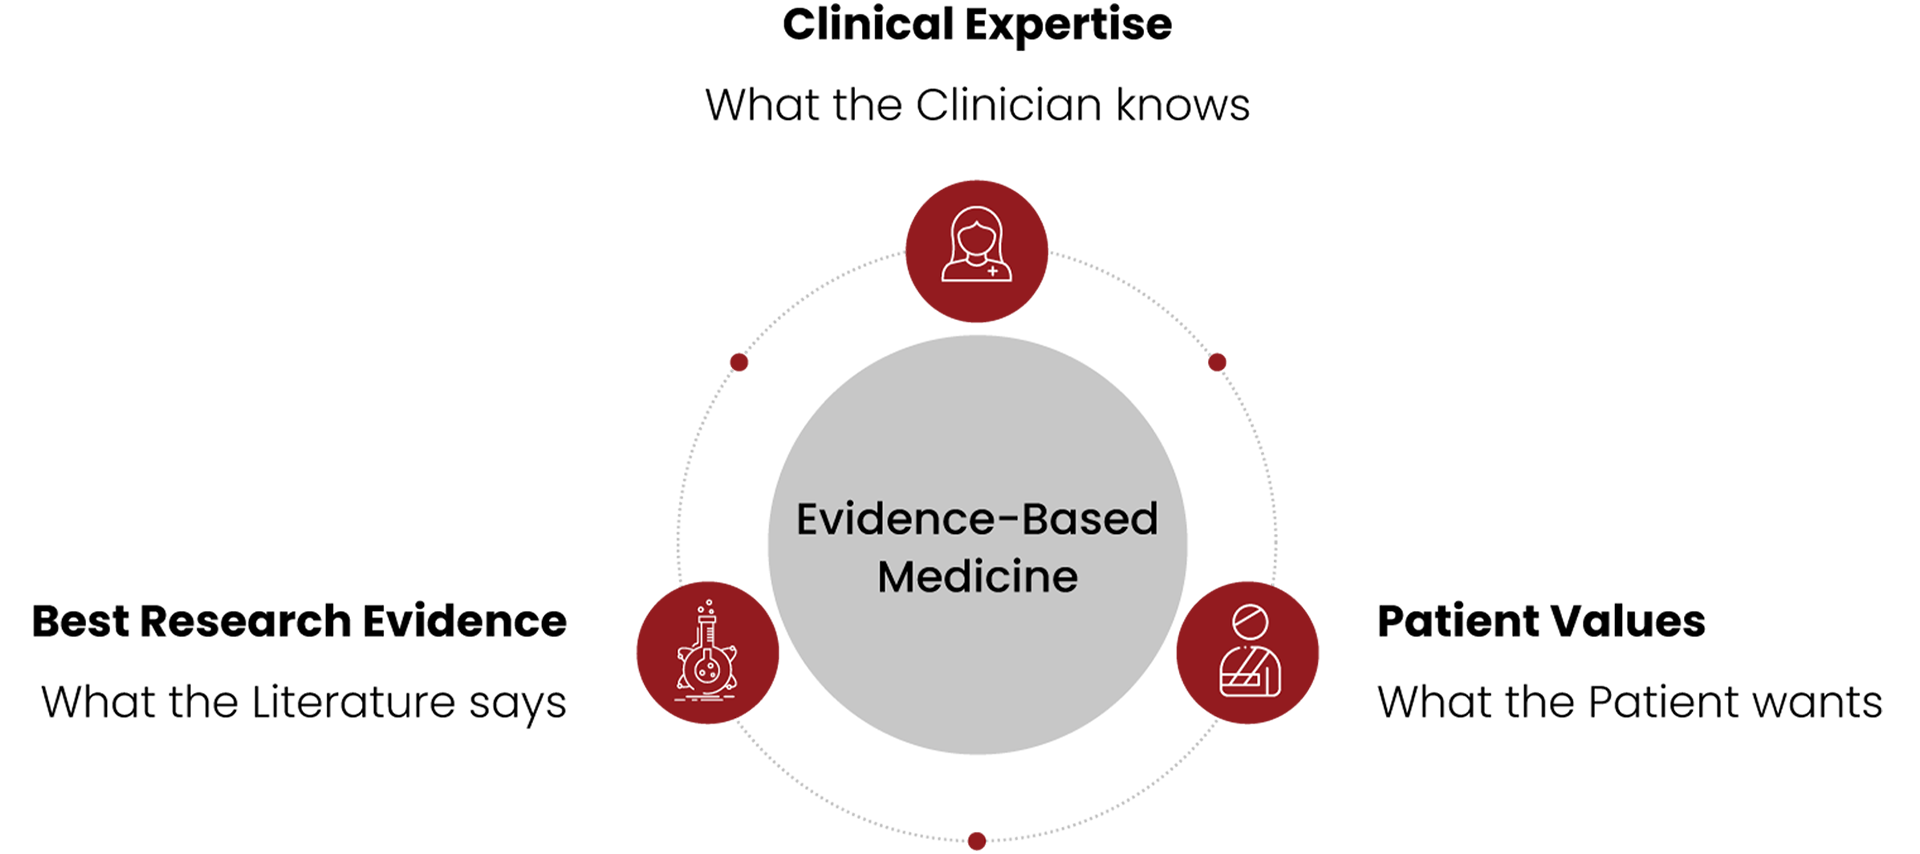 Clinical Expertise
What the Clinician knows
Evidence-Based
Medicine
Best Research Evidence
What the Literature says
Patient Values
What the Patient wants